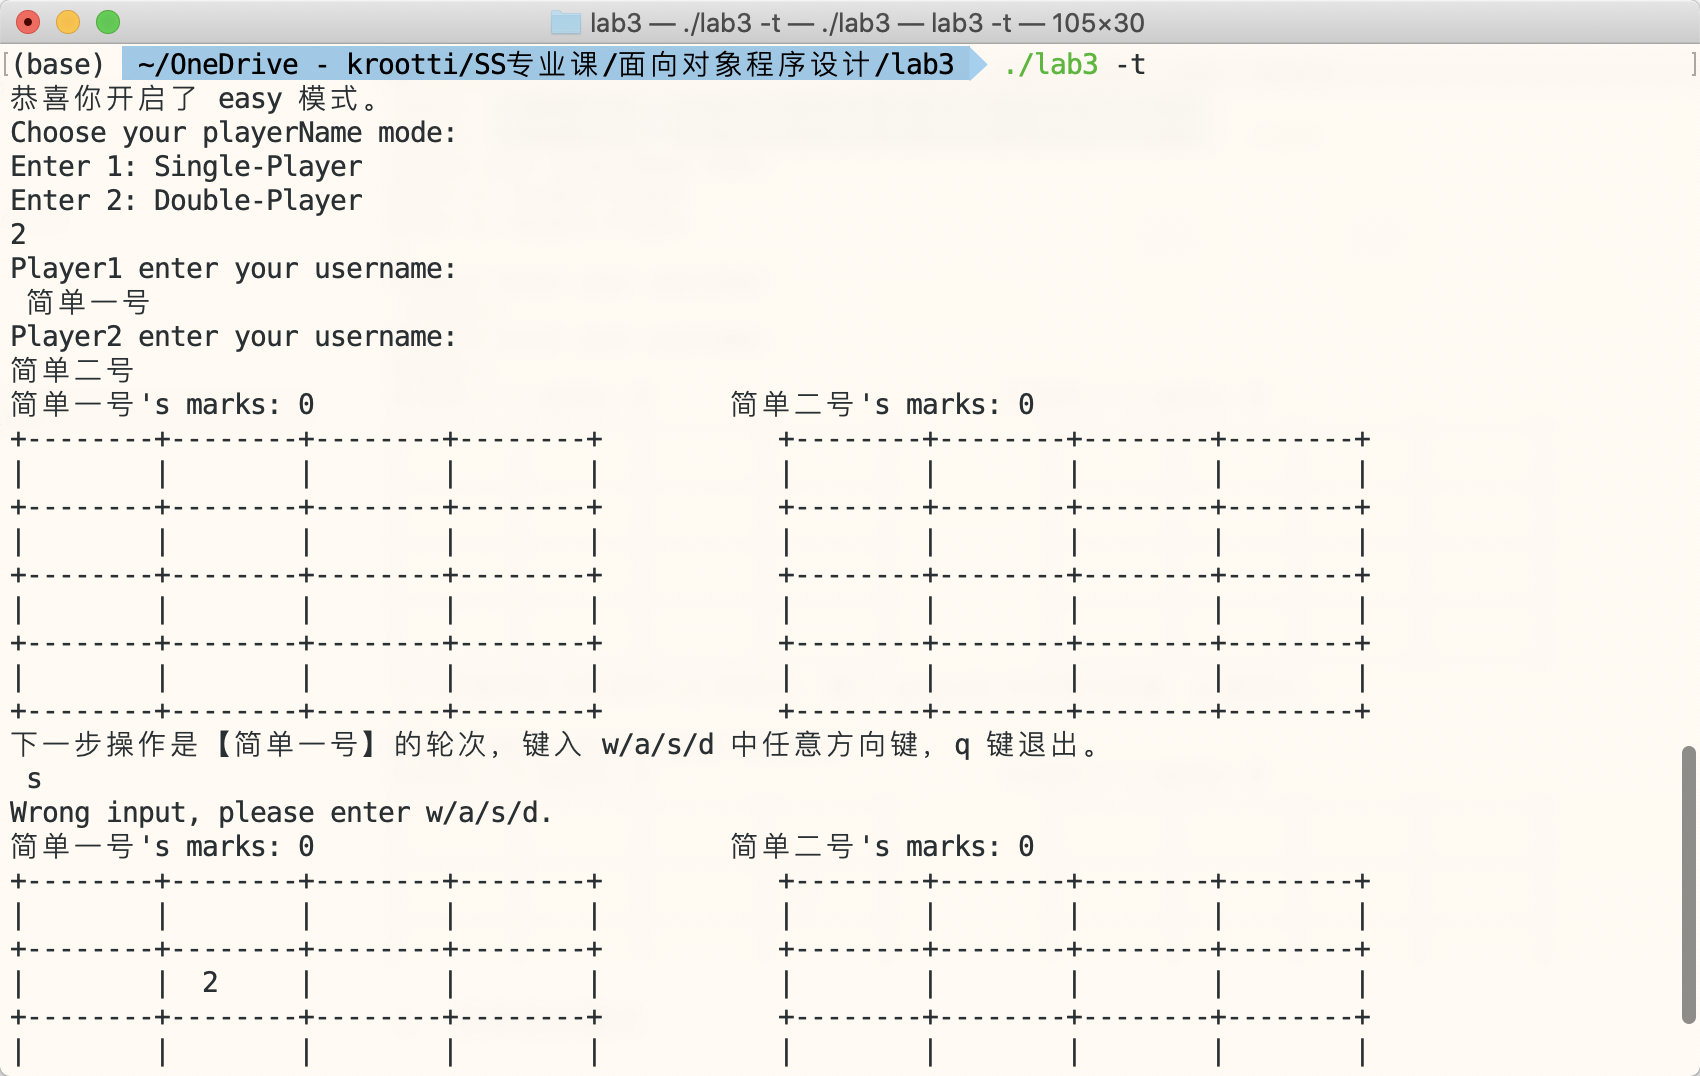 lab3 — ./lab3 -t — ./lab3 — lab3 -t — 105×30
(base) ~/OneDrive - krootti/SS专业课/面向对象程序设计/lab3 ./lab3 -t
恭喜你开启了 easy 模式。
Choose your playerName mode:
Enter 1: Single-Player
Enter 2: Double-Player
2
Player1 enter your username:
简单一号
Player2 enter your username:
简单二号
简单一号's marks: 0 简单二号's marks: 0
+--------+--------+--------+--------+ +--------+--------+--------+--------+
| | | | | | | | | |
+--------+--------+--------+--------+ +--------+--------+--------+--------+
| | | | | | | | | |
+--------+--------+--------+--------+ +--------+--------+--------+--------+
| | | | | | | | | |
+--------+--------+--------+--------+ +--------+--------+--------+--------+
| | | | | | | | | |
+--------+--------+--------+--------+ +--------+--------+--------+--------+
下一步操作是【简单一号】的轮次，键入 w/a/s/d 中任意方向键，q 键退出。
s
Wrong input, please enter w/a/s/d.
简单一号's marks: 0 简单二号's marks: 0
+--------+--------+--------+--------+ +--------+--------+--------+--------+
| | | | | | | | | |
+--------+--------+--------+--------+ +--------+--------+--------+--------+
| | 2 | | | | | | | |
+--------+--------+--------+--------+ +--------+--------+--------+--------+
| | | | | | | | | |